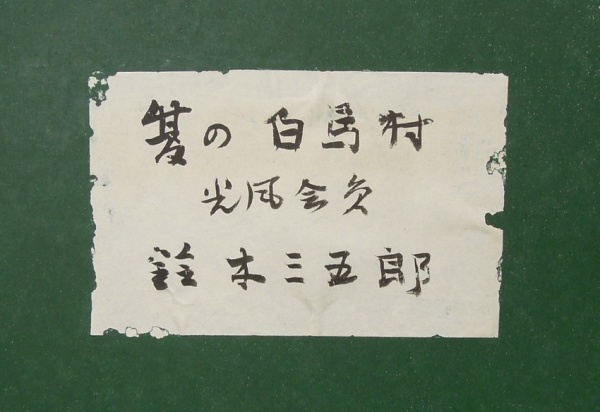 の 白馬村
光風会員
鈴木三五郎